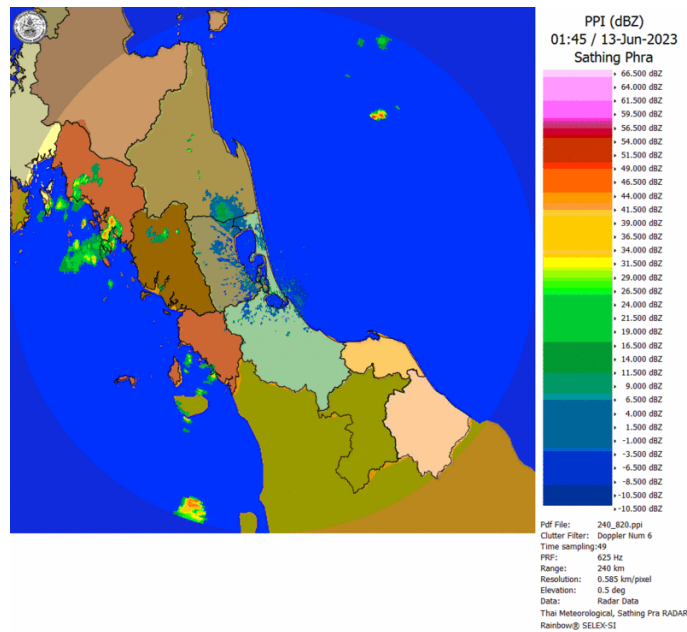 PPI (dBZ)
01:45 / 13-Jun-2023
Sathing Phra
66.500 dBZ
64.000 dBZ
61.500 dBZ
59.500 dBZ
56.500 dBZ
54.000 dBZ
51.500 dBZ
49.000 dBZ
46.500 dBZ
44.000 dBZ
41.500 dBZ
39.000 dBZ
36.500 dBZ
34.000 dBZ
31.500 dBZ
29.000 dBZ
26.500 dBZ
24.000 dBZ
21.500 dBZ
19.000 dBZ
16.500 dBZ
14.000 dBZ
11.500 dBZ
9.000 dBZ
6.500 dBZ
4.000 dBZ
1.500 dBZ
-1.000 dBZ
-3.500 dBZ
-6.000 dBZ
-8.500 dBZ
-10.500 dBZ
-10.500 dBZ
Pdf File: 240_820.ppi
Clutter Filter: Doppler Num 6
Time sampling:49
PRF: 625 Hz
Range: 240 km
Resolution: 0.585 km/pixel
Elevation: 0.5 deg
Data: Radar Data
Thai Meteorological, Sathing Pra RADAR
Rainbow® SELEX-SI